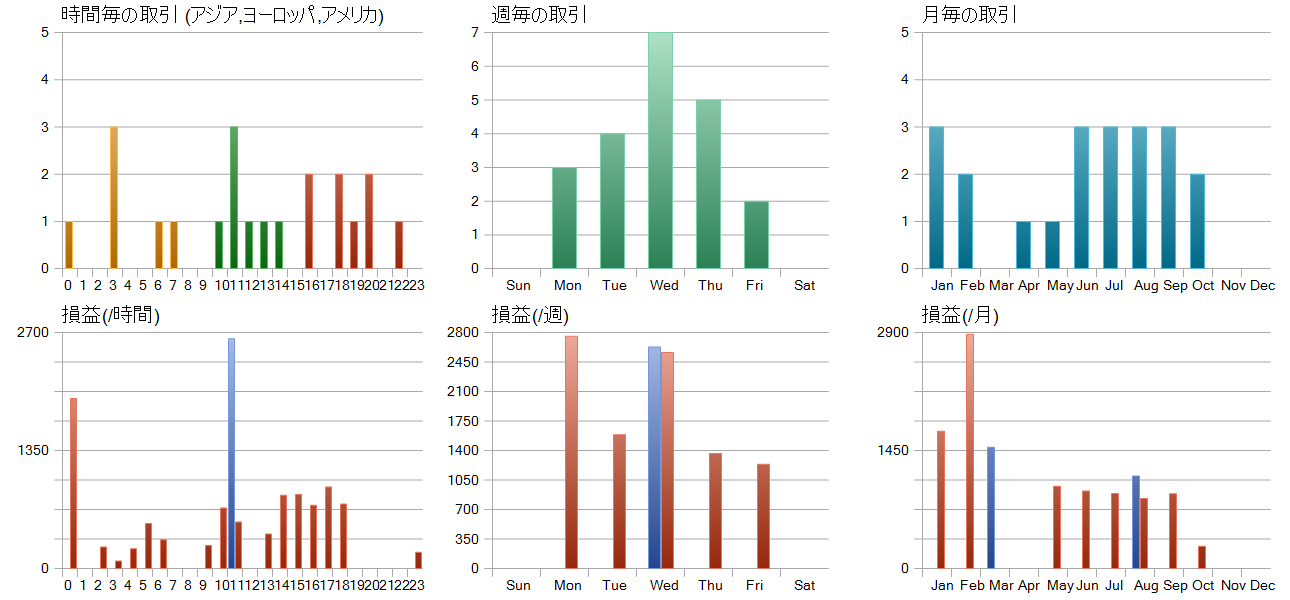 時間毎の取引 (アジア,ヨーロッパ,アメリカ)
5
4
3
2
1
0
0 1 2 3 4 5 6 7 8 9 1011121314151617181920212223
週毎の取引
7
6
5
4
3
2
1
0
Sun Mon Tue Wed Thu Fri Sat
月毎の取引
5
4
3
2
1
0
Jan Feb Mar Apr May Jun Jul Aug Sep Oct Nov Dec
損益(/時間)
2700
1350
0
0 1 2 3 4 5 6 7 8 9 1011121314151617181920212223
損益(/週)
2800
2450
2100
1750
1400
1050
700
350
0
Sun Mon Tue Wed Thu Fri Sat
損益(/月)
2900
1450
0
Jan Feb Mar Apr May Jun Jul Aug Sep Oct Nov Dec